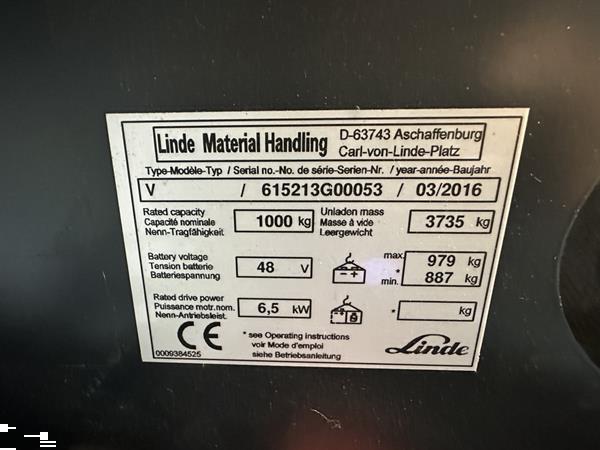 Linde Material Handling
D-63743 Aschaffenburg
Carl-von-Linde-Platz
Type-Modèle-Typ / Serial no.-No. de série-Serien-Nr. / year-année-Baujahr
V / 615213G00053 / 03/2016
Rated capacity
Capacité nominale
Nenn-Tragfähigkeit
1000 kg
Unladen mass
Masse à vide
Leergewicht
3735 kg
Battery voltage
Tension batterie
Batteriespannung
48 V
- +
max. 979 kg
*
min. 887 kg
Rated drive power
Puissance motr.nom.
Nenn-Antriebsleist.
6,5 kW
* kg
CE
0009384525
* see Operating instructions
voir Mode d'emploi
siehe Betriebsanleitung
Linde